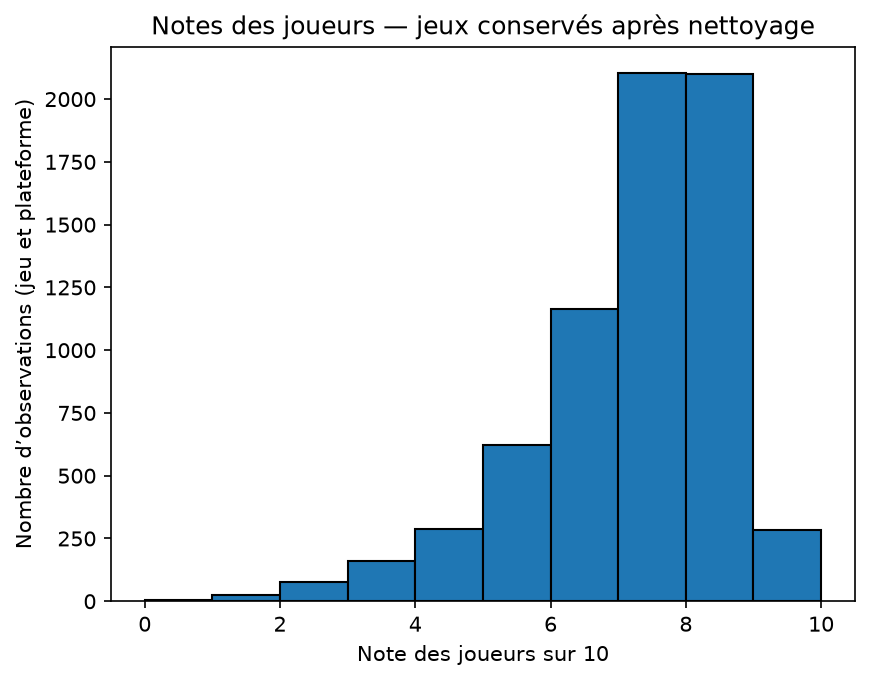 Notes des joueurs — jeux conservés après nettoyage
Nombre d’observations (jeu et plateforme)
2000
1750
1500
1250
1000
750
500
250
0
0 2 4 6 8 10
Note des joueurs sur 10